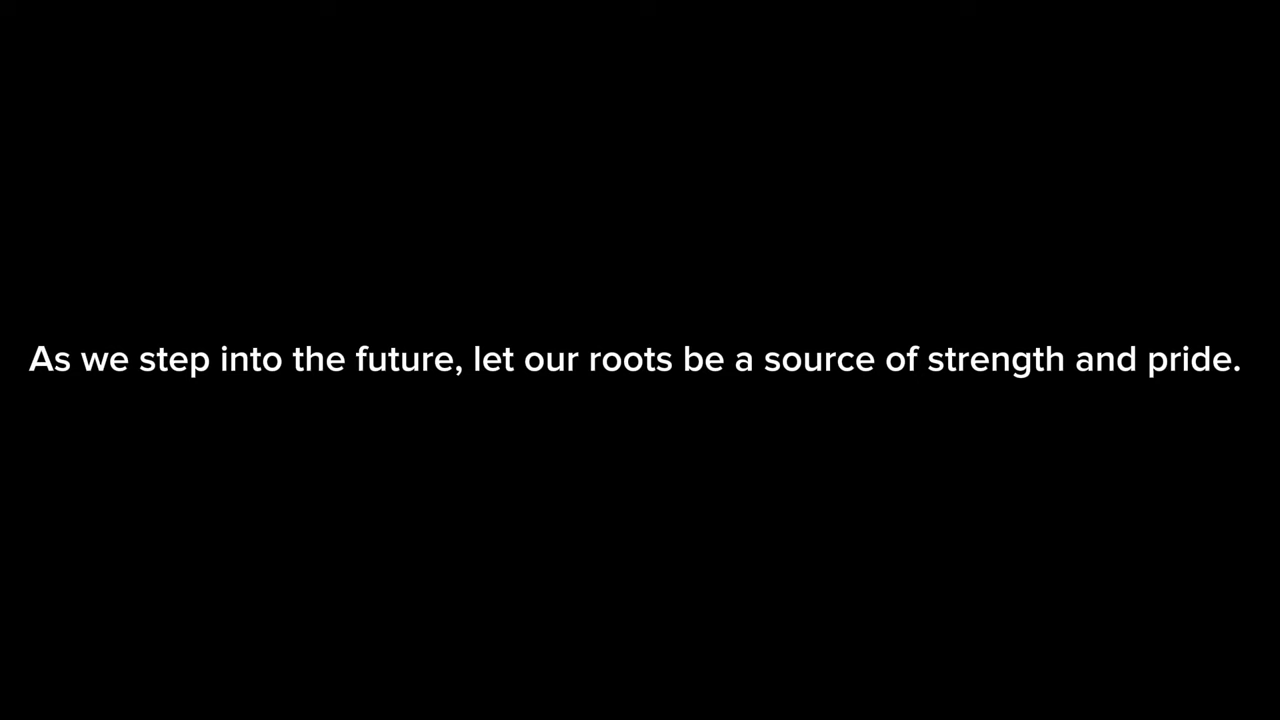 As we step into the future, let our roots be a source of strength and pride.